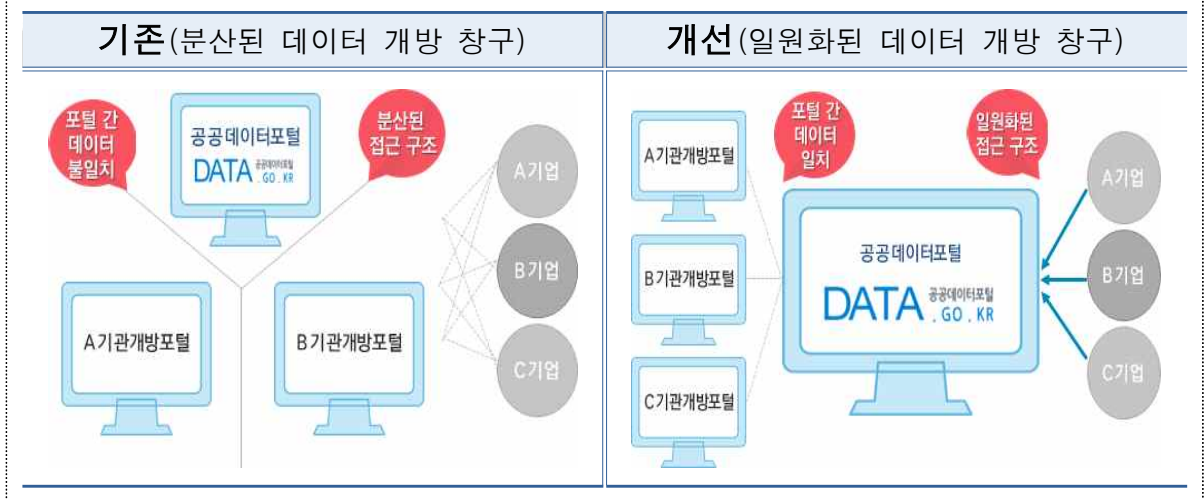 기존(분산된 데이터 개방 창구)
포털 간
데이터
불일치
공공데이터포털
DATA 공공데이터포털
.GO.KR
분산된
접근 구조
A기업
B기업
C기업
A기관개방포털
B기관개방포털
개선(일원화된 데이터 개방 창구)
A기관개방포털
B기관개방포털
C기관개방포털
포털 간
데이터
일치
일원화된
접근 구조
공공데이터포털
DATA 공공데이터포털
.GO.KR
A기업
B기업
C기업